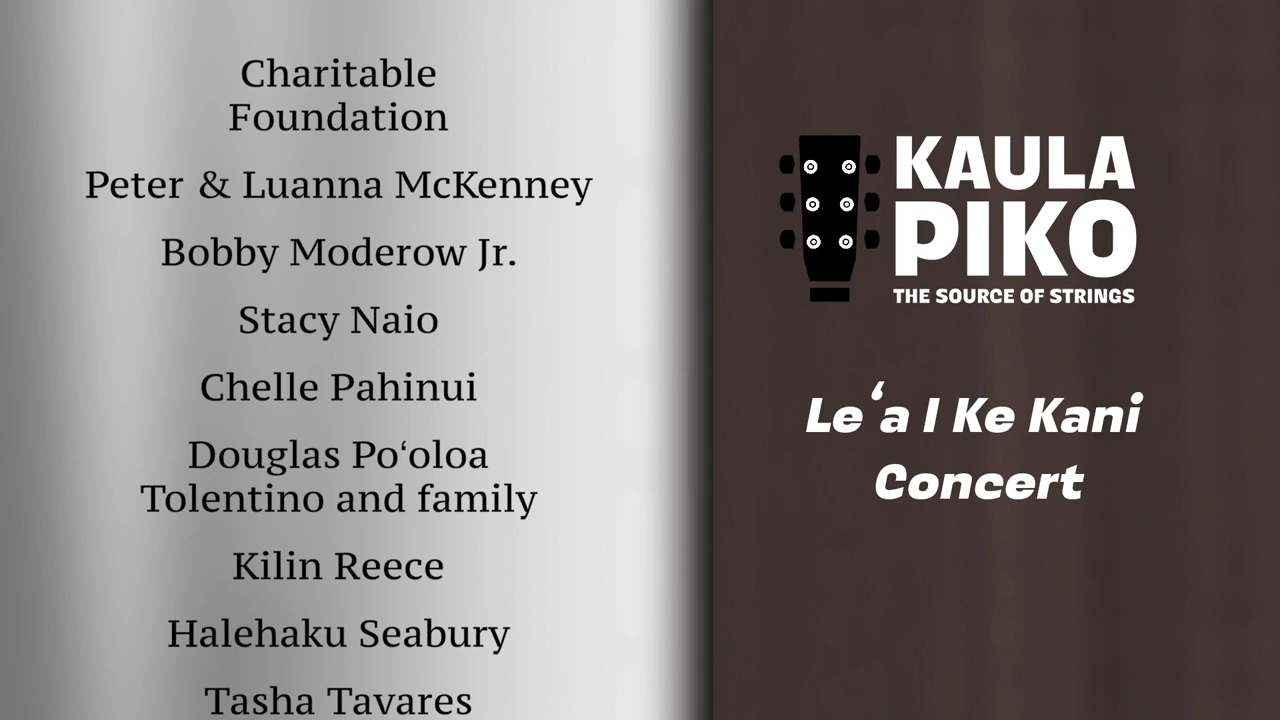 Charitable
Foundation
Peter & Luanna McKenney
Bobby Moderow Jr.
Stacy Naio
Chelle Pahinui
Douglas Poʻoloa
Tolentino and family
Kilin Reece
Halehaku Seabury
Tasha Tavares
KAULA
PIKO
THE SOURCE OF STRINGS
Leʻa I Ke Kani
Concert